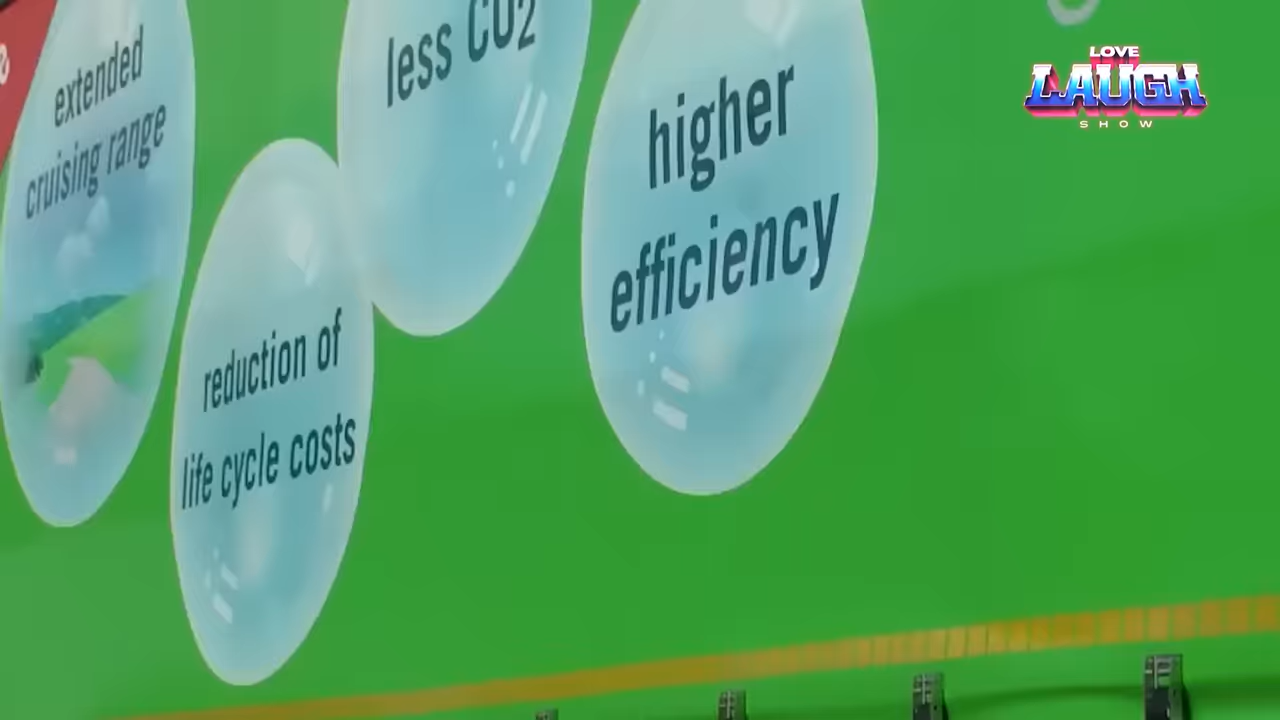 extended
cruising range
less CO2
reduction of
life cycle costs
higher
efficiency
LOVE
LAUGH
SHOW